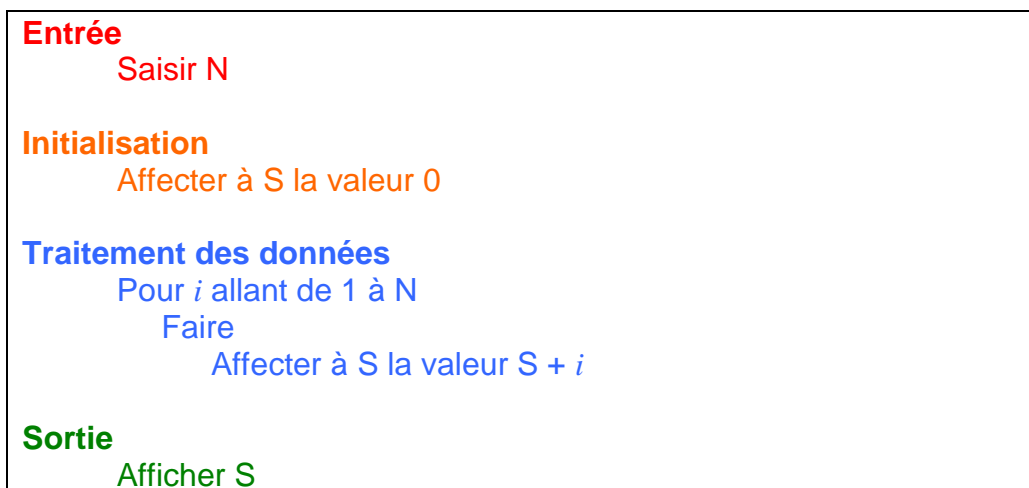 Entrée
Saisir N
Initialisation
Affecter à S la valeur 0
Traitement des données
Pour i allant de 1 à N
Faire
Affecter à S la valeur S + i
Sortie
Afficher S